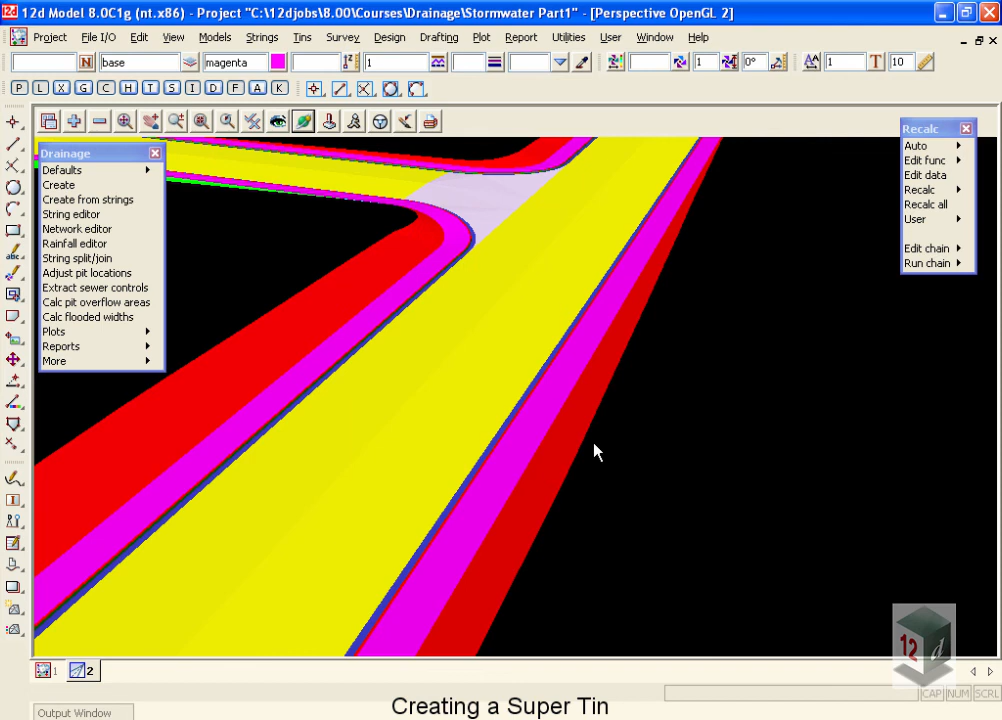 12d Model 8.0C1g (nt.x86) - Project "C:\12djobs\8.00\Courses\Drainage\Stormwater Part1" - [Perspective OpenGL 2]
Project File I/O Edit View Models Strings Tins Survey Design Drafting Plot Report Utilities User Window Help
N base magenta 1 1 0° 1 T 10
P L X G C H T S I D F A K
Drainage
Defaults
Create
Create from strings
String editor
Network editor
Rainfall editor
String split/join
Adjust pit locations
Extract sewer controls
Calc pit overflow areas
Calc flooded widths
Plots
Reports
More
Recalc
Auto
Edit func
Edit data
Recalc
Recalc all
User
Edit chain
Run chain
abc
12 d
1 2
CAP NUM SCRL
Creating a Super Tin
Output Window